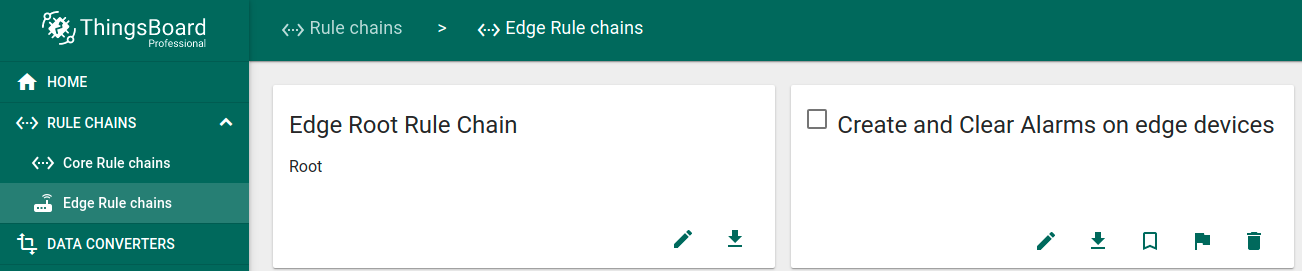 ThingsBoard
Professional
Rule chains > Edge Rule chains
HOME
RULE CHAINS
Core Rule chains
Edge Rule chains
DATA CONVERTERS
Edge Root Rule Chain
Root
Create and Clear Alarms on edge devices